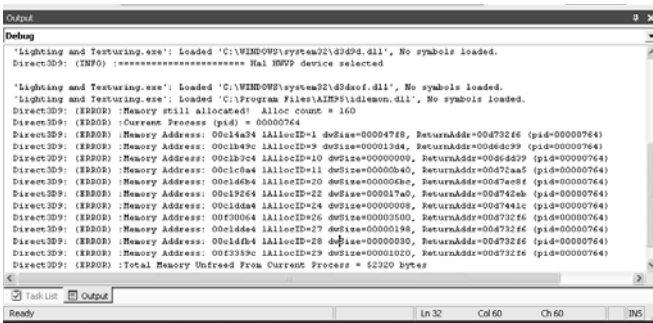 Output
Debug
'Lighting and Texturing.exe': Loaded 'C:\WINDOWS\system32\d3d9d.dll', No symbols loaded.
Direct3D9: (INFO) :======================= Hal HWVP device selected
'Lighting and Texturing.exe': Loaded 'C:\WINDOWS\system32\d3dxof.dll', No symbols loaded.
'Lighting and Texturing.exe': Loaded 'C:\Program Files\AIM95\idlemon.dll', No symbols loaded.
Direct3D9: (ERROR) :Memory still allocated! Alloc count = 160
Direct3D9: (ERROR) :Current Process (pid) = 00000764
Direct3D9: (ERROR) :Memory Address: 00c14a34 lAllocID=1 dwSize=000047f8, ReturnAddr=00d732f6 (pid=00000764)
Direct3D9: (ERROR) :Memory Address: 00c1b49c lAllocID=9 dwSize=000013d4, ReturnAddr=00d6dc99 (pid=00000764)
Direct3D9: (ERROR) :Memory Address: 00c1b3c4 lAllocID=10 dwSize=00000008, ReturnAddr=00d6dd39 (pid=00000764)
Direct3D9: (ERROR) :Memory Address: 00c1c8a4 lAllocID=11 dwSize=00000b40, ReturnAddr=00d72aa5 (pid=00000764)
Direct3D9: (ERROR) :Memory Address: 00c1d6b4 lAllocID=20 dwSize=000006bc, ReturnAddr=00d7ec8f (pid=00000764)
Direct3D9: (ERROR) :Memory Address: 00c19264 lAllocID=22 dwSize=000017a0, ReturnAddr=00d742eb (pid=00000764)
Direct3D9: (ERROR) :Memory Address: 00c1dda4 lAllocID=24 dwSize=00000008, ReturnAddr=00d7441c (pid=00000764)
Direct3D9: (ERROR) :Memory Address: 00f30064 lAllocID=26 dwSize=00003500, ReturnAddr=00d732f6 (pid=00000764)
Direct3D9: (ERROR) :Memory Address: 00c1dde4 lAllocID=27 dwSize=00000198, ReturnAddr=00d732f6 (pid=00000764)
Direct3D9: (ERROR) :Memory Address: 00c1dfb4 lAllocID=28 dwSize=00000030, ReturnAddr=00d732f6 (pid=00000764)
Direct3D9: (ERROR) :Memory Address: 00f3359c lAllocID=29 dwSize=00001020, ReturnAddr=00d732f6 (pid=00000764)
Direct3D9: (ERROR) :Total Memory Unfreed From Current Process = 52320 bytes
Task List Output
Ready Ln 32 Col 60 Ch 60 INS